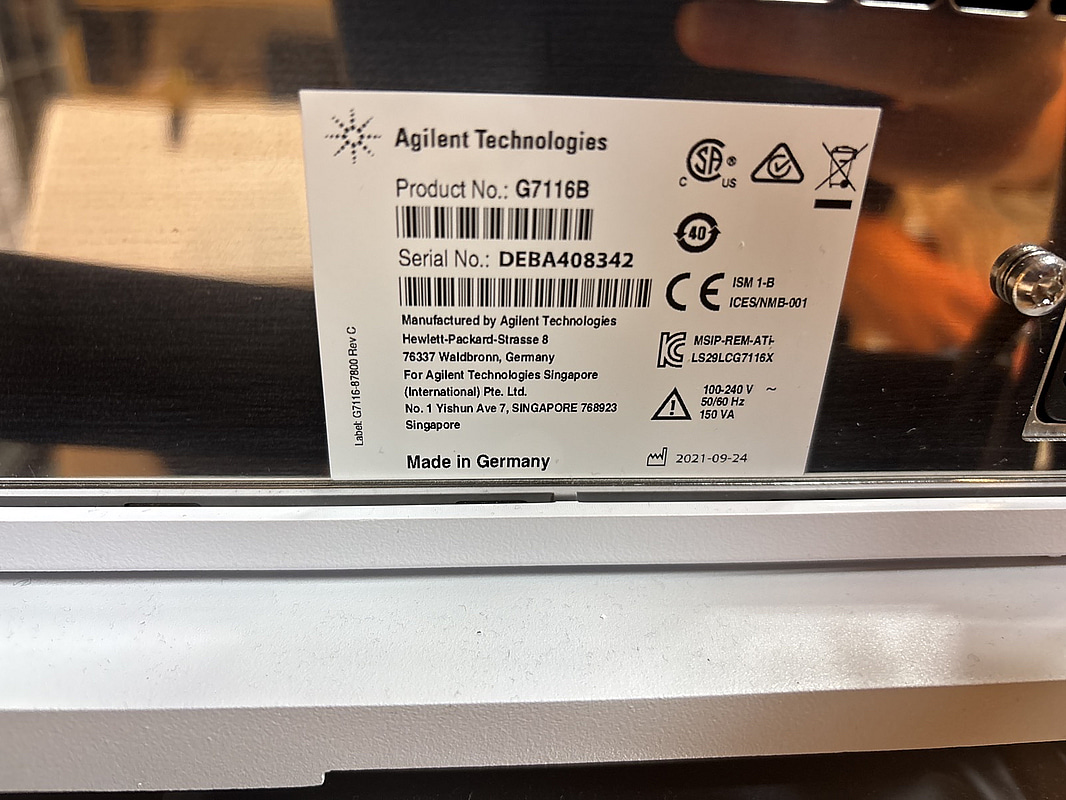 Agilent Technologies
Product No.: G7116B
Serial No.: DEBA408342
Manufactured by Agilent Technologies
Hewlett-Packard-Strasse 8
76337 Waldbronn, Germany
For Agilent Technologies Singapore
(International) Pte. Ltd.
No. 1 Yishun Ave 7, SINGAPORE 768923
Singapore
Made in Germany
Label: G7116-87800 Rev C
C SA ® US
40
CE ISM 1-B
ICES/NMB-001
MSIP-REM-ATI-
LS29LCG7116X
100-240 V ~
50/60 Hz
150 VA
2021-09-24